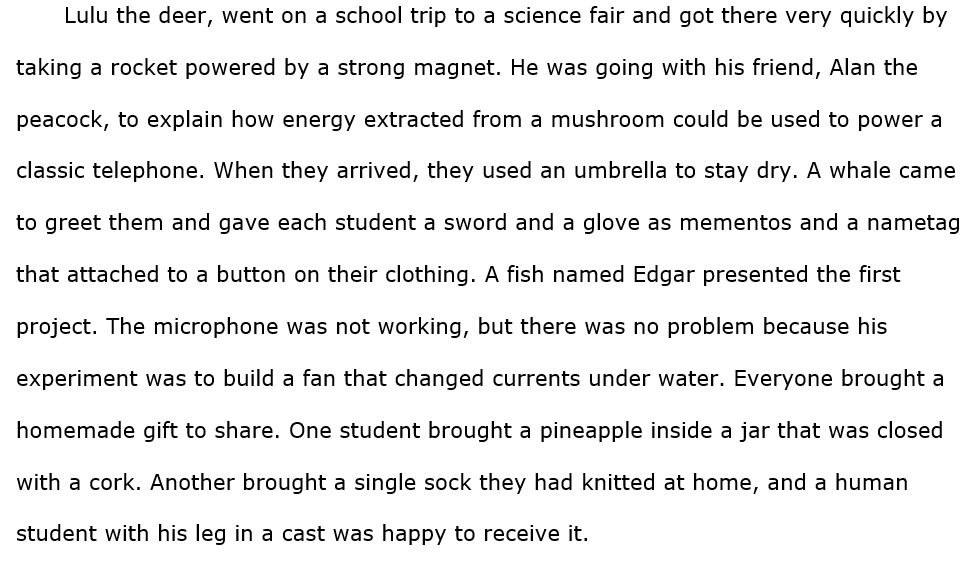 Lulu the deer, went on a school trip to a science fair and got there very quickly by
taking a rocket powered by a strong magnet. He was going with his friend, Alan the
peacock, to explain how energy extracted from a mushroom could be used to power a
classic telephone. When they arrived, they used an umbrella to stay dry. A whale came
to greet them and gave each student a sword and a glove as mementos and a nametag
that attached to a button on their clothing. A fish named Edgar presented the first
project. The microphone was not working, but there was no problem because his
experiment was to build a fan that changed currents under water. Everyone brought a
homemade gift to share. One student brought a pineapple inside a jar that was closed
with a cork. Another brought a single sock they had knitted at home, and a human
student with his leg in a cast was happy to receive it.